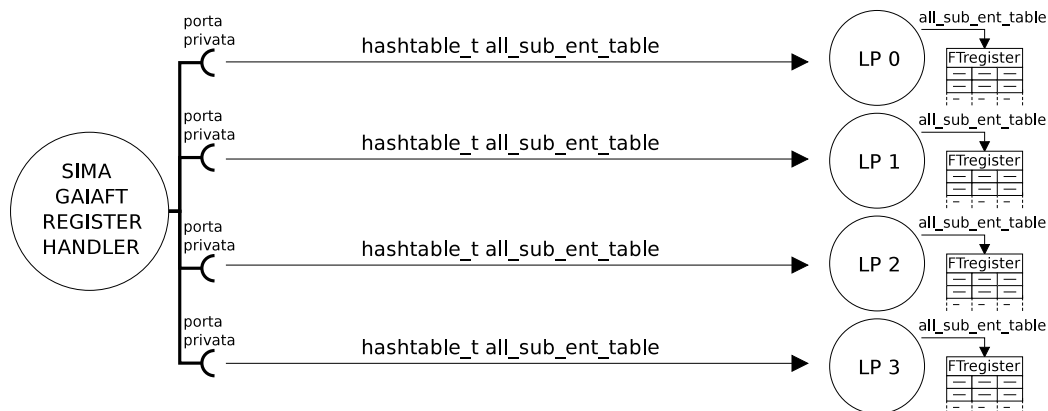 porta
privata
hashtable_t all_sub_ent_table
LP 0
all_sub_ent_table
FTregister
porta
privata
hashtable_t all_sub_ent_table
LP 1
all_sub_ent_table
FTregister
SIMA
GAIAFT
REGISTER
HANDLER
porta
privata
hashtable_t all_sub_ent_table
LP 2
all_sub_ent_table
FTregister
porta
privata
hashtable_t all_sub_ent_table
LP 3
all_sub_ent_table
FTregister